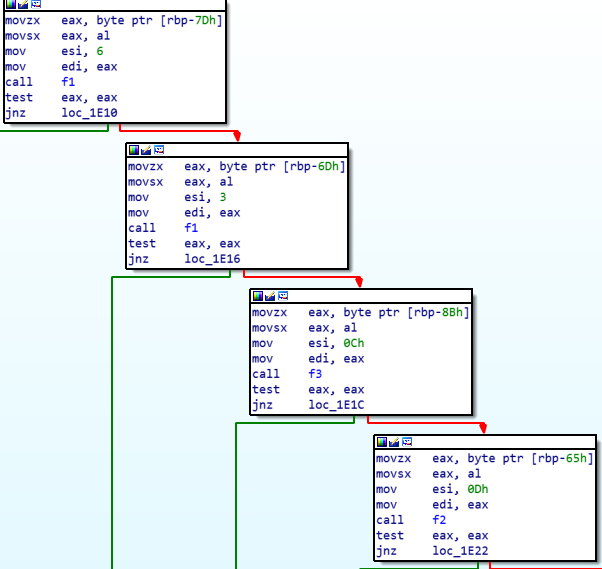 movzx eax, byte ptr [rbp-7Dh]
movsx eax, al
mov esi, 6
mov edi, eax
call f1
test eax, eax
jnz loc_1E10
movzx eax, byte ptr [rbp-6Dh]
movsx eax, al
mov esi, 3
mov edi, eax
call f1
test eax, eax
jnz loc_1E16
movzx eax, byte ptr [rbp-8Bh]
movsx eax, al
mov esi, 0Ch
mov edi, eax
call f3
test eax, eax
jnz loc_1E1C
movzx eax, byte ptr [rbp-65h]
movsx eax, al
mov esi, 0Dh
mov edi, eax
call f2
test eax, eax
jnz loc_1E22